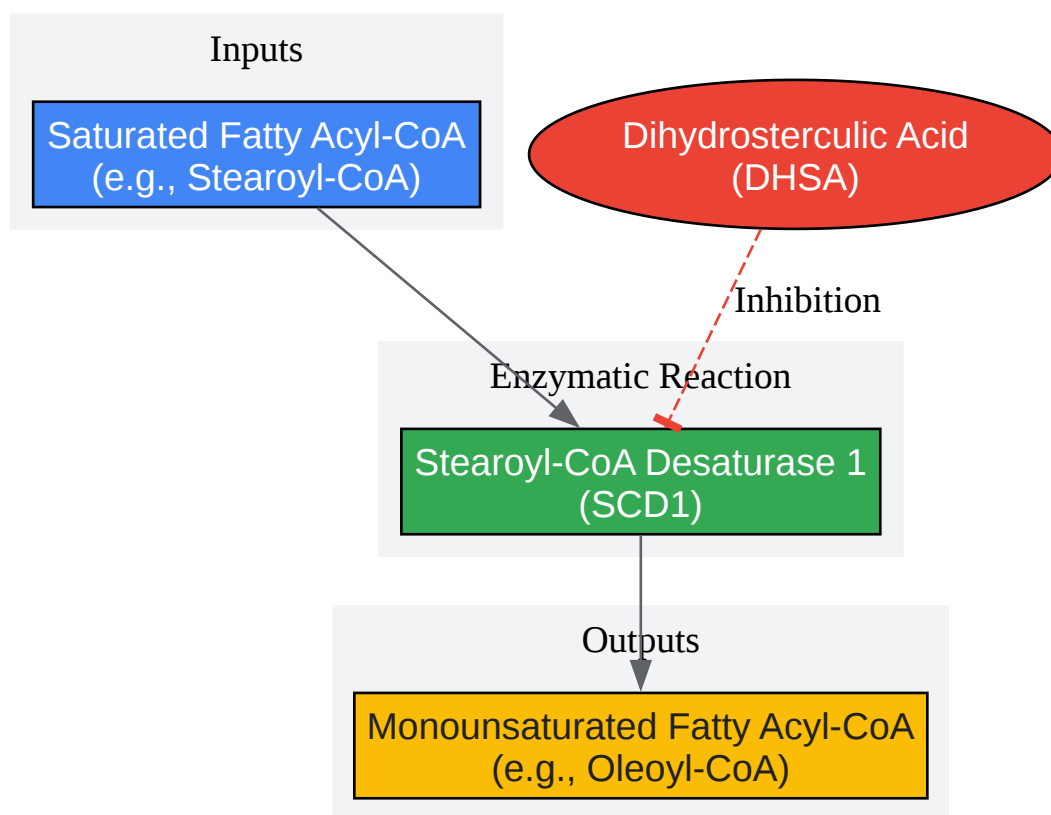 Inputs
Saturated Fatty Acyl-CoA
(e.g., Stearoyl-CoA)
Dihydrosterculic Acid
(DHSA)
Inhibition
Enzymatic Reaction
Stearoyl-CoA Desaturase 1
(SCD1)
Outputs
Monounsaturated Fatty Acyl-CoA
(e.g., Oleoyl-CoA)